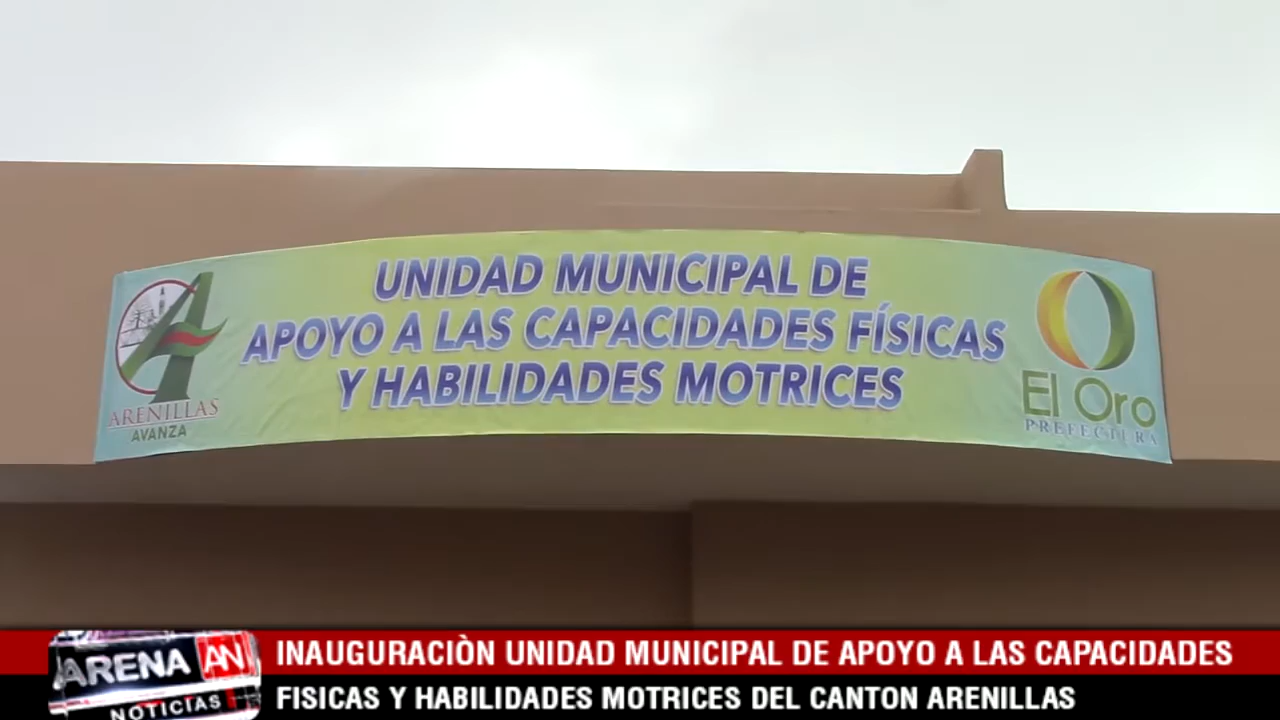 UNIDAD MUNICIPAL DE
APOYO A LAS CAPACIDADES FÍSICAS
Y HABILIDADES MOTRICES
ARENILLAS
AVANZA
El Oro
PREFECTURA
ARENA AN
NOTICIAS
INAUGURACIÒN UNIDAD MUNICIPAL DE APOYO A LAS CAPACIDADES
FISICAS Y HABILIDADES MOTRICES DEL CANTON ARENILLAS